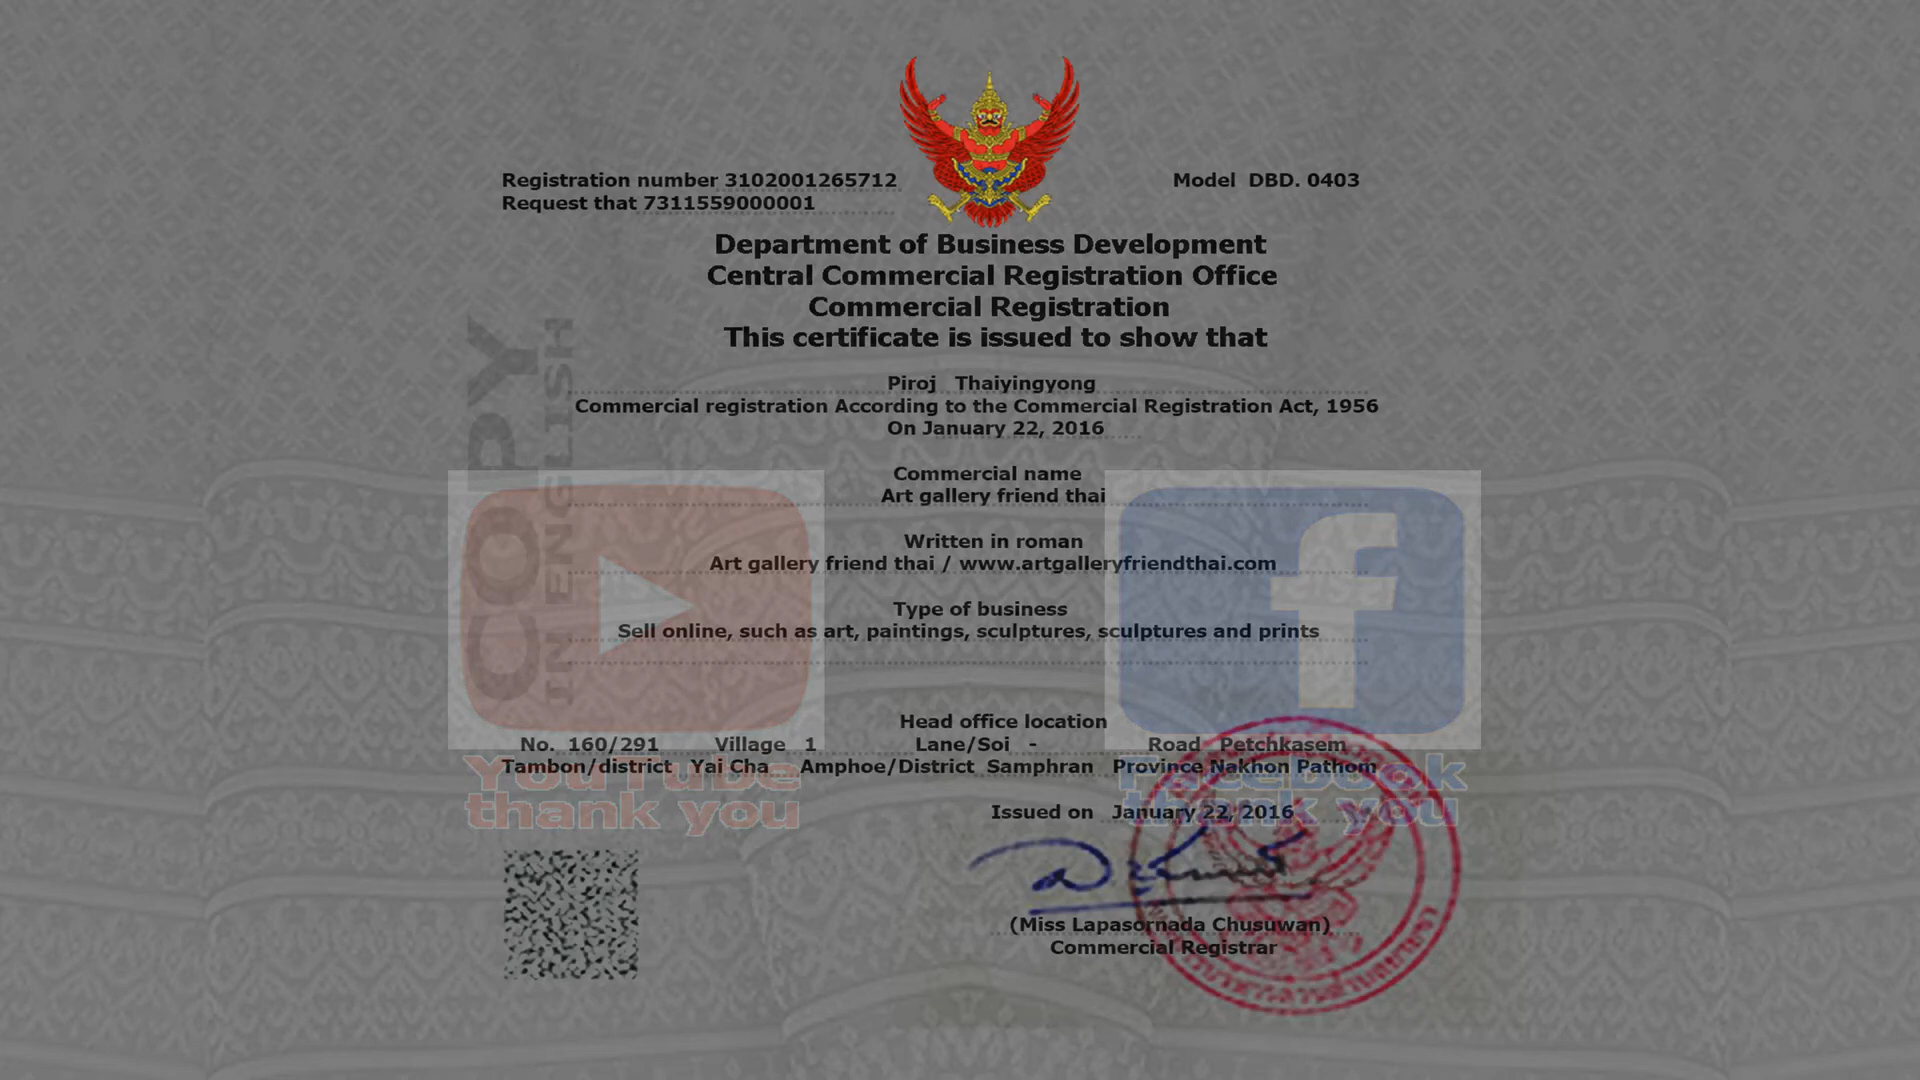 Registration number 3102001265712
Model DBD. 0403
Request that 7311559000001
Department of Business Development
Central Commercial Registration Office
Commercial Registration
This certificate is issued to show that
Piroj Thaiyingyong
Commercial registration According to the Commercial Registration Act, 1956
On January 22, 2016
Commercial name
Art gallery friend thai
Written in roman
Art gallery friend thai / www.artgalleryfriendthai.com
Type of business
Sell online, such as art, paintings, sculptures, sculptures and prints
Head office location
No. 160/291 Village 1 Lane/Soi - Road Petchkasem
Tambon/district Yai Cha Amphoe/District Samphran Province Nakhon Pathom
Issued on January 22, 2016
(Miss Lapasornada Chusuwan)
Commercial Registrar
COPY
IN ENGLISH
YouTube
thank you
Facebook
thank you